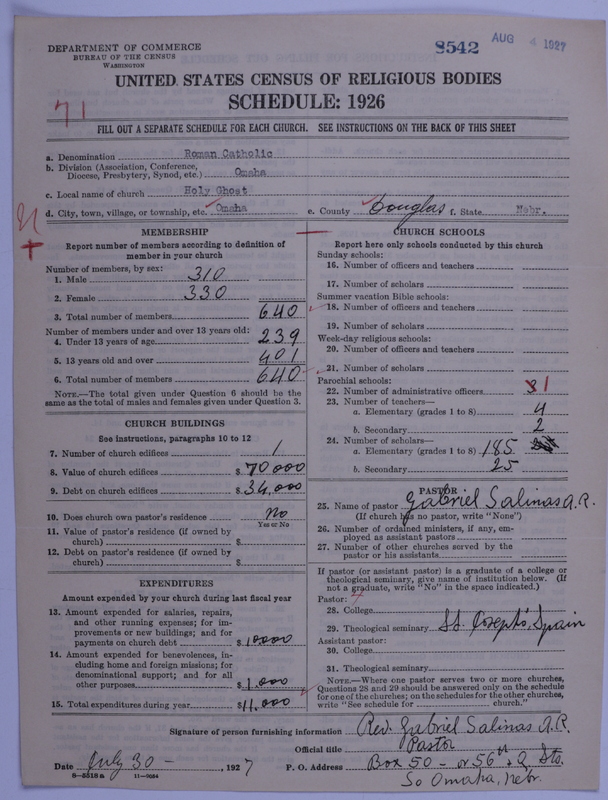 DEPARTMENT OF COMMERCE
BUREAU OF THE CENSUS
WASHINGTON
8542 AUG 4 1927
UNITED STATES CENSUS OF RELIGIOUS BODIES
SCHEDULE: 1926
71
FILL OUT A SEPARATE SCHEDULE FOR EACH CHURCH. SEE INSTRUCTIONS ON THE BACK OF THIS SHEET
a. Denomination Roman Catholic
b. Division (Association, Conference, Diocese, Presbytery, Synod, etc.) Omaha
c. Local name of church Holy Ghost
d. City, town, village, or township, etc. Omaha e. County Douglas f. State Nebr.
MEMBERSHIP
Report number of members according to definition of
member in your church
Number of members, by sex:
1. Male 310
2. Female 330
3. Total number of members 640
Number of members under and over 13 years old:
4. Under 13 years of age 239
5. 13 years old and over 401
6. Total number of members 640
NOTE.—The total given under Question 6 should be
same as the total of males and females given under Question 3.
CHURCH BUILDINGS
See instructions, paragraphs 10 to 12
7. Number of church edifices 1
8. Value of church edifices $ 70000
9. Debt on church edifices $ 34,000
10. Does church own pastor's residence No
Yes or No
11. Value of pastor's residence (if owned by
church) $
12. Debt on pastor's residence (if owned by
church) $
EXPENDITURES
Amount expended by your church during last fiscal year
13. Amount expended for salaries, repairs,
and other running expenses; for im-
provements or new buildings; and for
payments on church debt $ 10000
14. Amount expended for benevolences, in-
cluding home and foreign missions; for
denominational support; and for all
other purposes $ 1.000
15. Total expenditures during year $ 11.000
CHURCH SCHOOLS
Report here only schools conducted by this church
Sunday schools:
16. Number of officers and teachers
17. Number of scholars
Summer vacation Bible schools:
18. Number of officers and teachers
19. Number of scholars
Week-day religious schools:
20. Number of officers and teachers
21. Number of scholars
Parochial schools:
22. Number of administrative officers 1
23. Number of teachers—
a. Elementary (grades 1 to 8) 4
b. Secondary 2
24. Number of scholars—
a. Elementary (grades 1 to 8) 185
b. Secondary 25
PASTOR
25. Name of pastor Gabriel Salinas A.R.
(If church has no pastor, write "None")
26. Number of ordained ministers, if any, em-
ployed as assistant pastors
27. Number of other churches served by the
pastor or his assistants
If pastor (or assistant pastor) is a graduate of a college or
theological seminary, give name of institution below. (If
not a graduate, write "No" in the space indicated.)
Pastor:
28. College
29. Theological seminary St. Joseph's, Spain
Assistant pastor:
30. College
31. Theological seminary
NOTE.—Where one pastor serves two or more churches,
Questions 28 and 29 should be answered only on the schedule
for one of the churches; on the schedules for the other churches,
write "See schedule for church."
Signature of person furnishing information Rev. Gabriel Salinas A.R.
Official title Pastor
Date July 30 - , 1927 P. O. Address Box 50 - or 56th & Q Sts.
8-5518a 11-9084 So Omaha, Nebr.